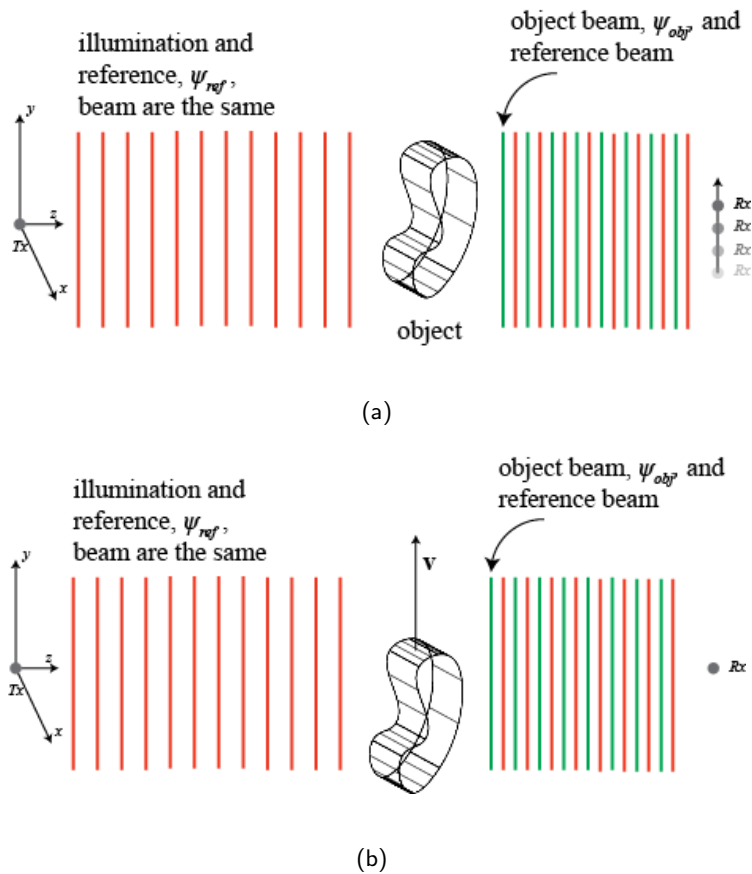 illumination and
reference, ψref ,
beam are the same
object beam, ψobj, and
reference beam
y
z
Tx
x
Rx
Rx
Rx
Rx
object
(a)
illumination and
reference, ψref ,
beam are the same
object beam, ψobj, and
reference beam
y
v
z
Tx
x
Rx
(b)